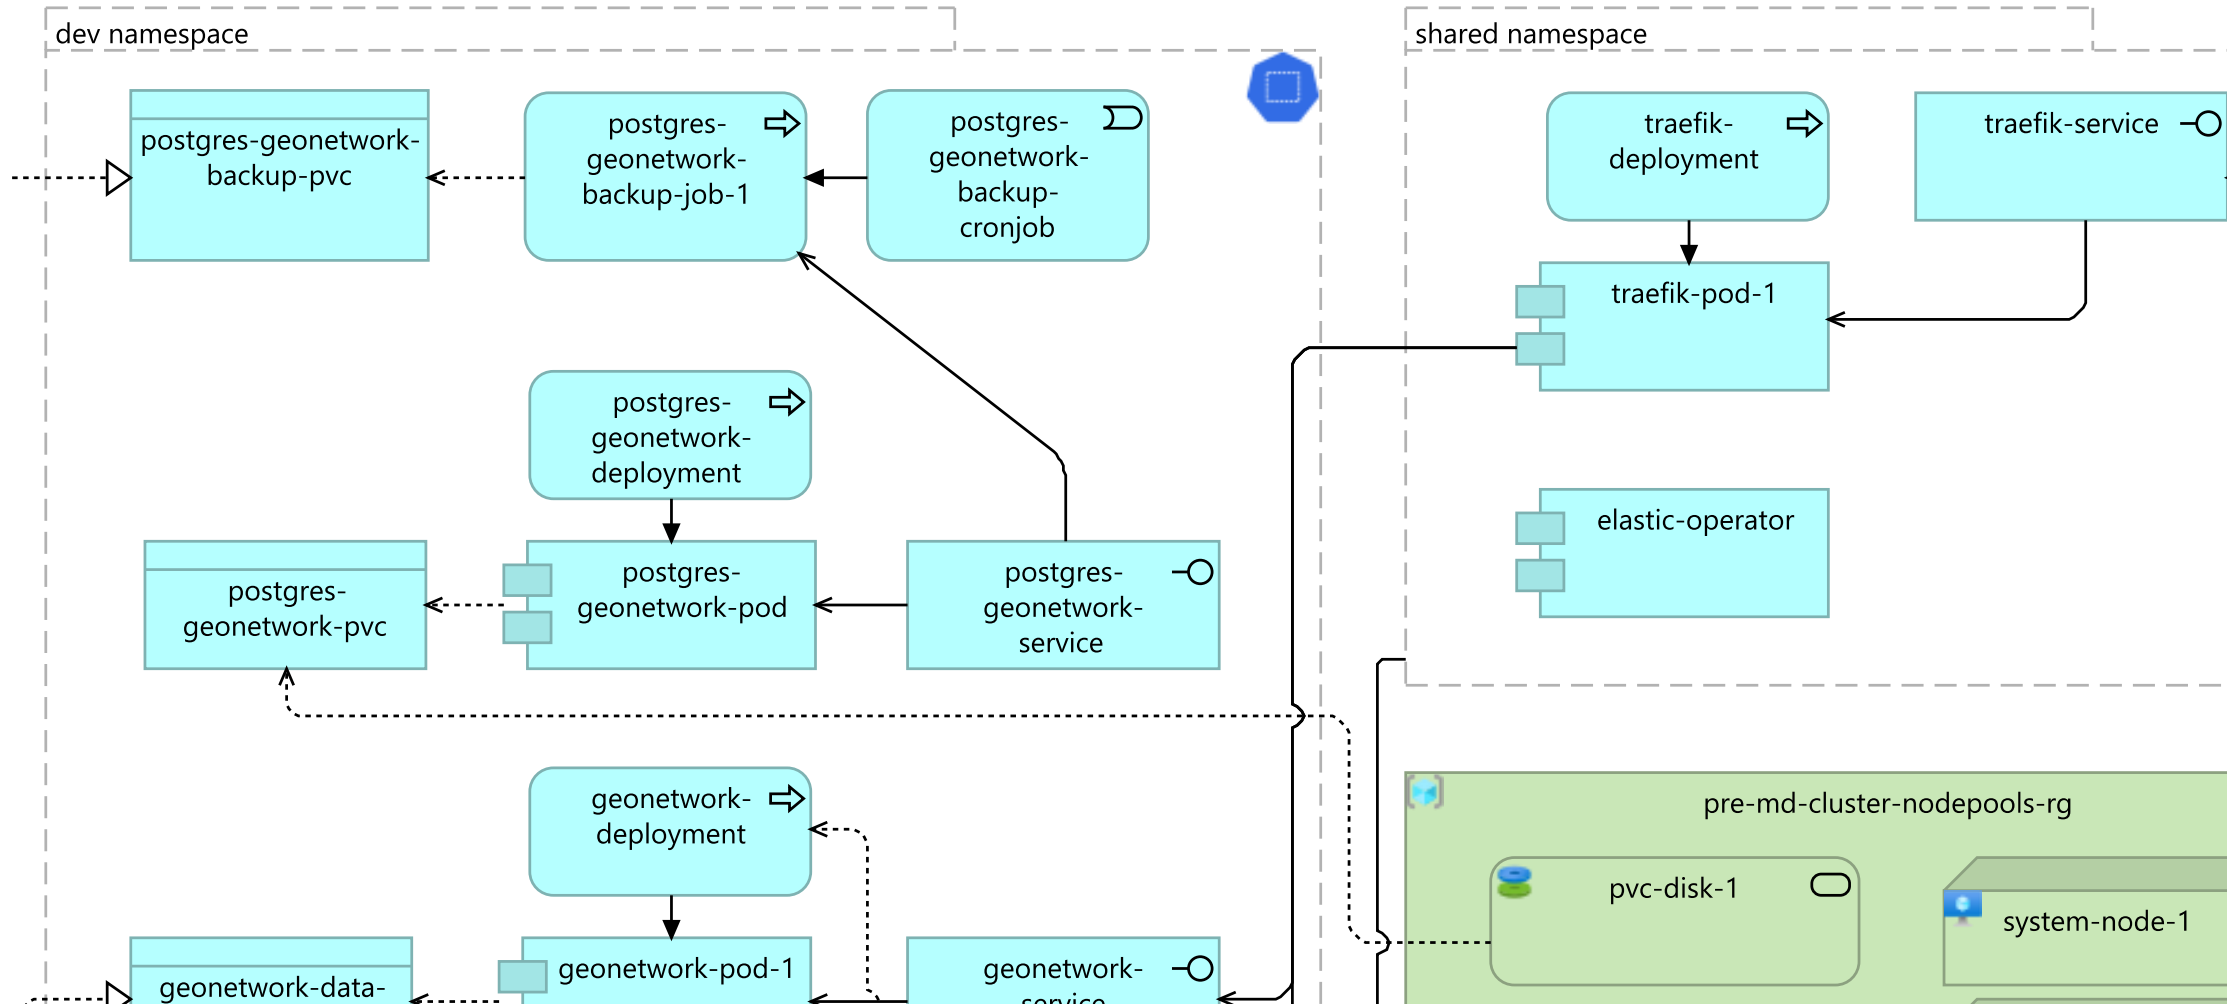 dev namespace
shared namespace
postgres-geonetwork-
backup-pvc
postgres-
geonetwork-
backup-job-1
postgres-
geonetwork-
backup-
cronjob
traefik-
deployment
traefik-service
traefik-pod-1
postgres-
geonetwork-
deployment
elastic-operator
postgres-
geonetwork-pvc
postgres-
geonetwork-pod
postgres-
geonetwork-
service
geonetwork-
deployment
pre-md-cluster-nodepools-rg
pvc-disk-1
system-node-1
geonetwork-data-
geonetwork-pod-1
geonetwork-
service